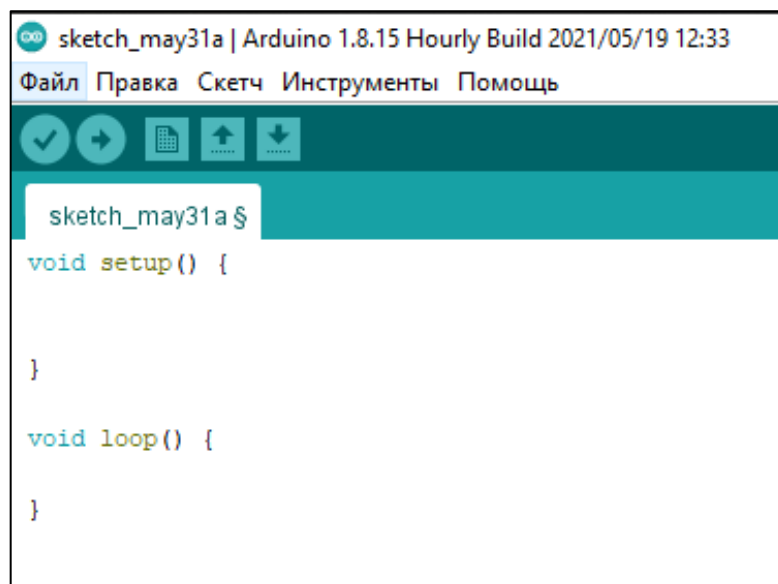 sketch_may31a | Arduino 1.8.15 Hourly Build 2021/05/19 12:33
Файл Правка Скетч Инструменты Помощь
sketch_may31a §
void setup() {
}
void loop() {
}